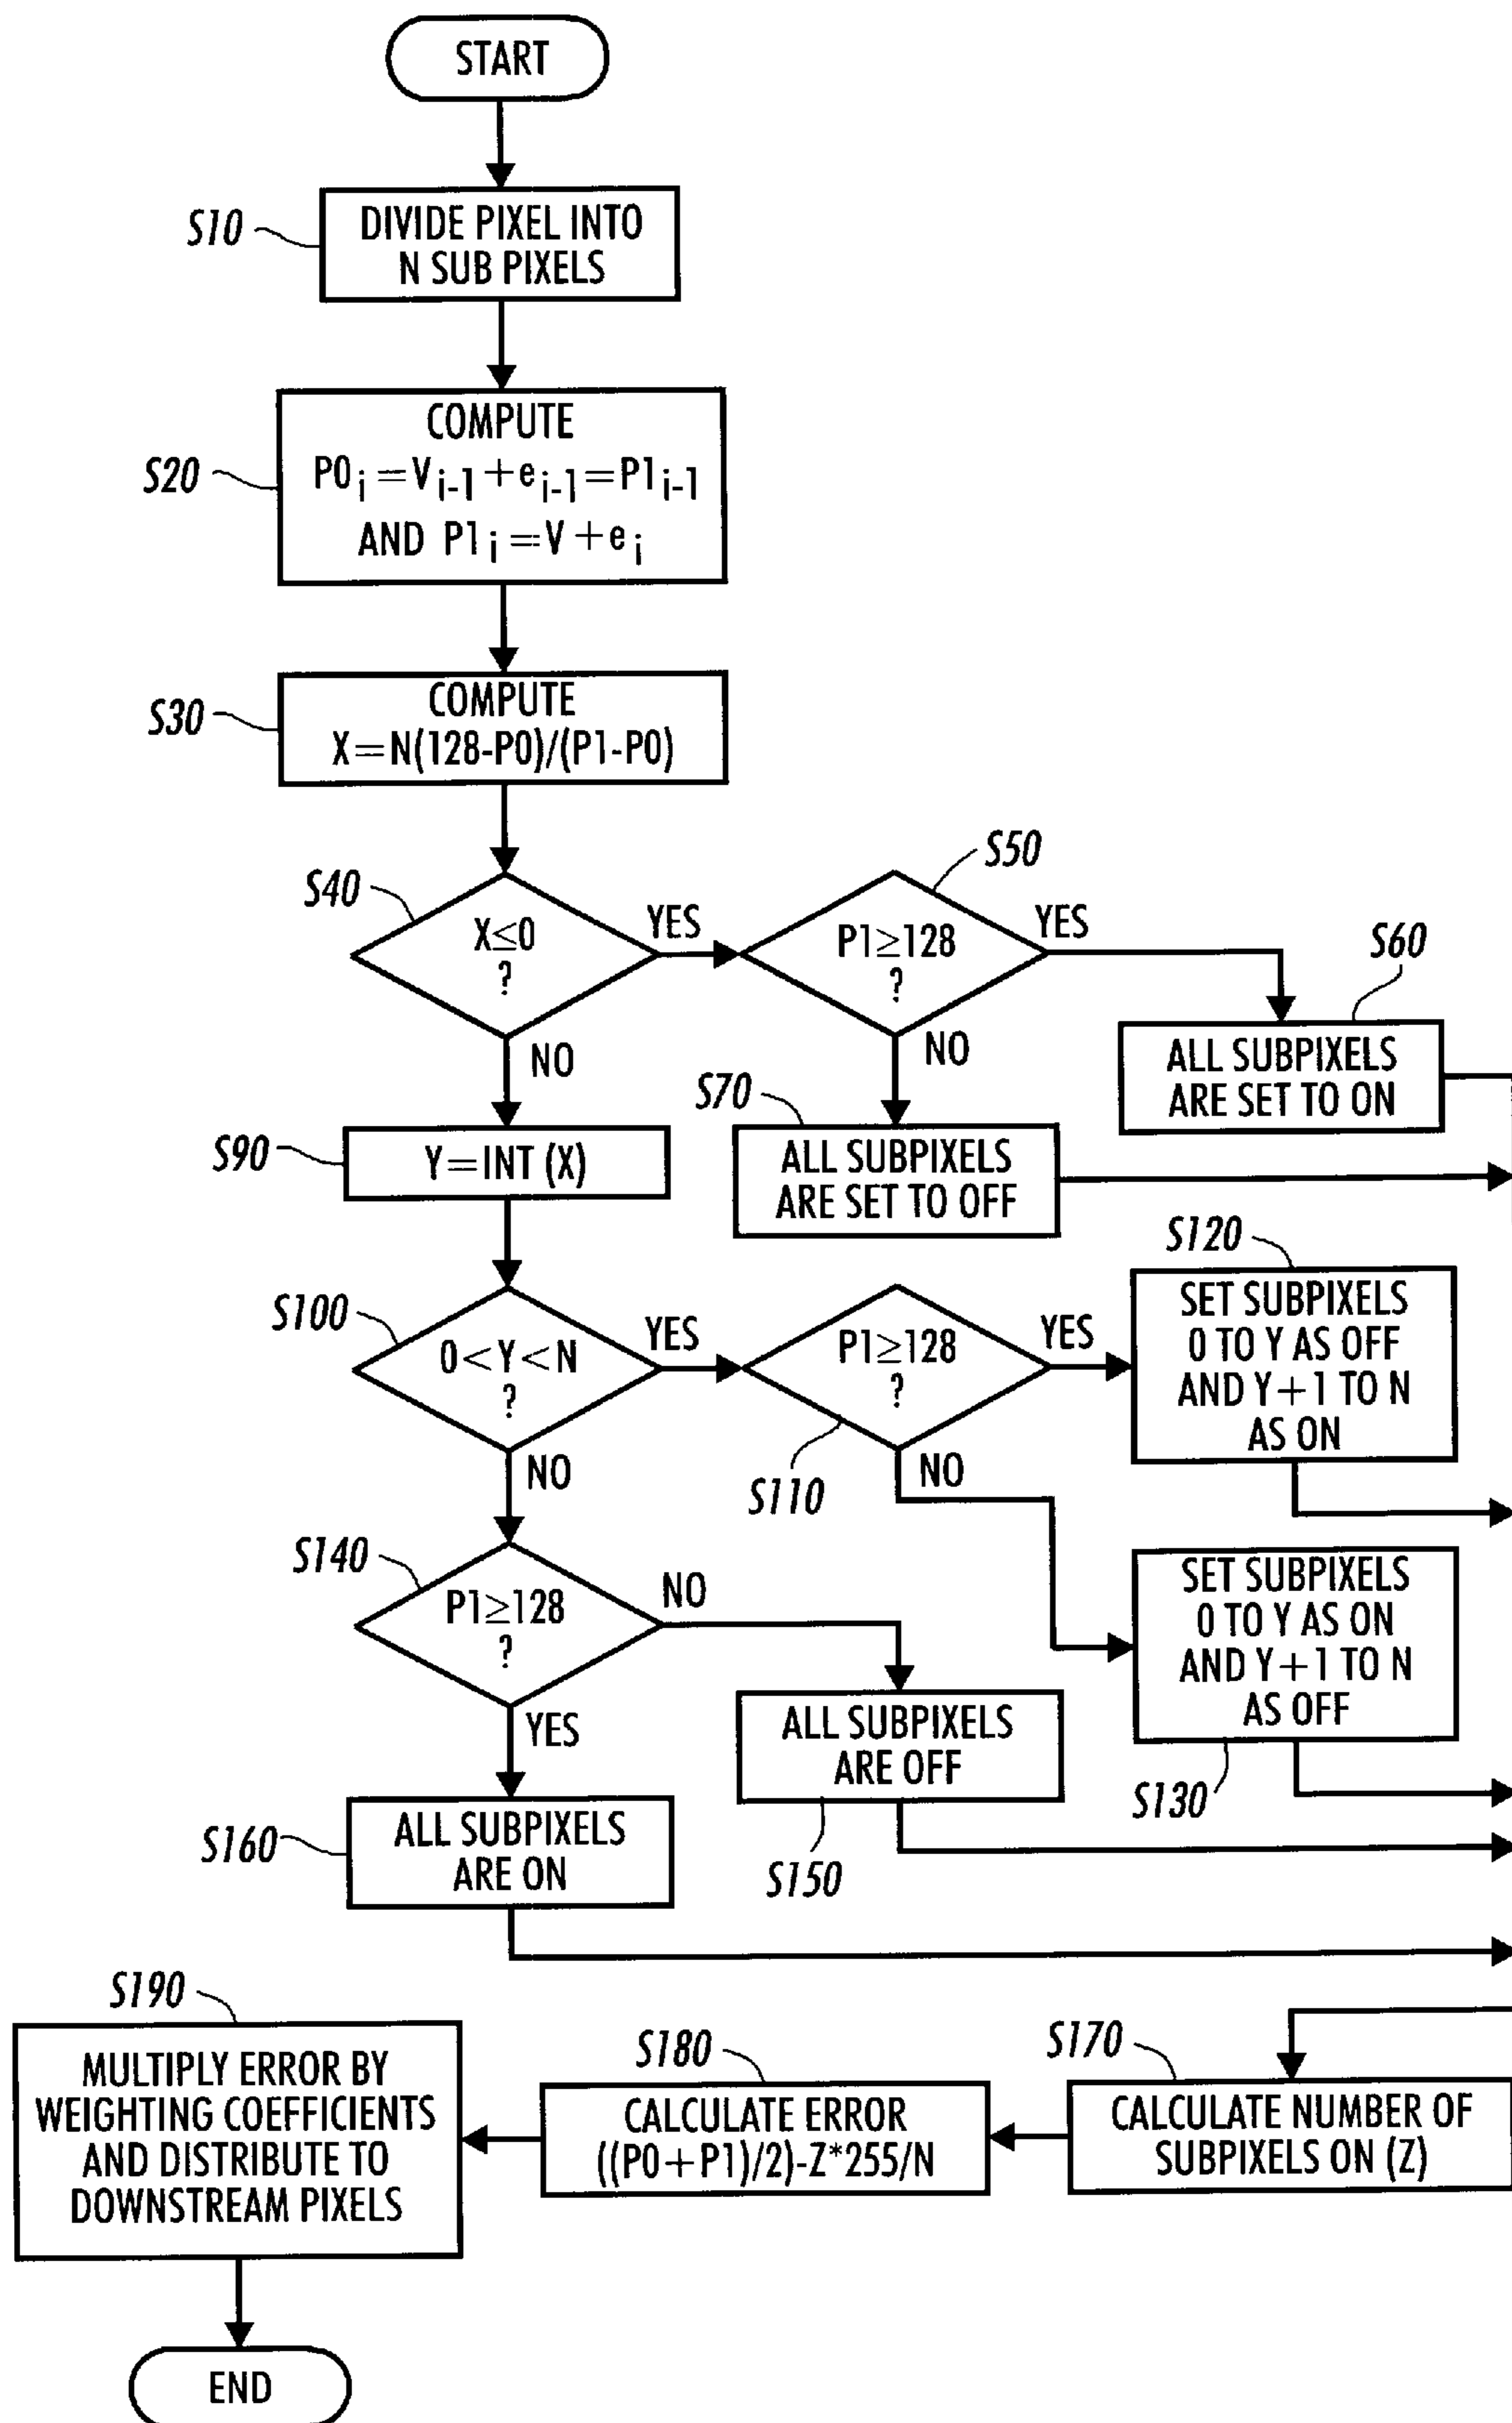 START
S10
DIVIDE PIXEL INTO
N SUB PIXELS
S20
COMPUTE
P0i=Vi-1+ei-1=P1i-1
AND P1i=V+ei
S30
COMPUTE
X=N(128-P0)/(P1-P0)
S40
X≤0
?
YES
NO
S50
P1≥128
?
YES
NO
S60
ALL SUBPIXELS
ARE SET TO ON
S70
ALL SUBPIXELS
ARE SET TO OFF
S90
Y=INT (X)
S100
0<Y<N
?
YES
NO
S110
P1≥128
?
YES
NO
S120
SET SUBPIXELS
0 TO Y AS OFF
AND Y+1 TO N
AS ON
S130
SET SUBPIXELS
0 TO Y AS ON
AND Y+1 TO N
AS OFF
S140
P1≥128
?
NO
YES
S150
ALL SUBPIXELS
ARE OFF
S160
ALL SUBPIXELS
ARE ON
S170
CALCULATE NUMBER OF
SUBPIXELS ON (Z)
S180
CALCULATE ERROR
((P0+P1)/2)-Z*255/N
S190
MULTIPLY ERROR BY
WEIGHTING COEFFICIENTS
AND DISTRIBUTE TO
DOWNSTREAM PIXELS
END